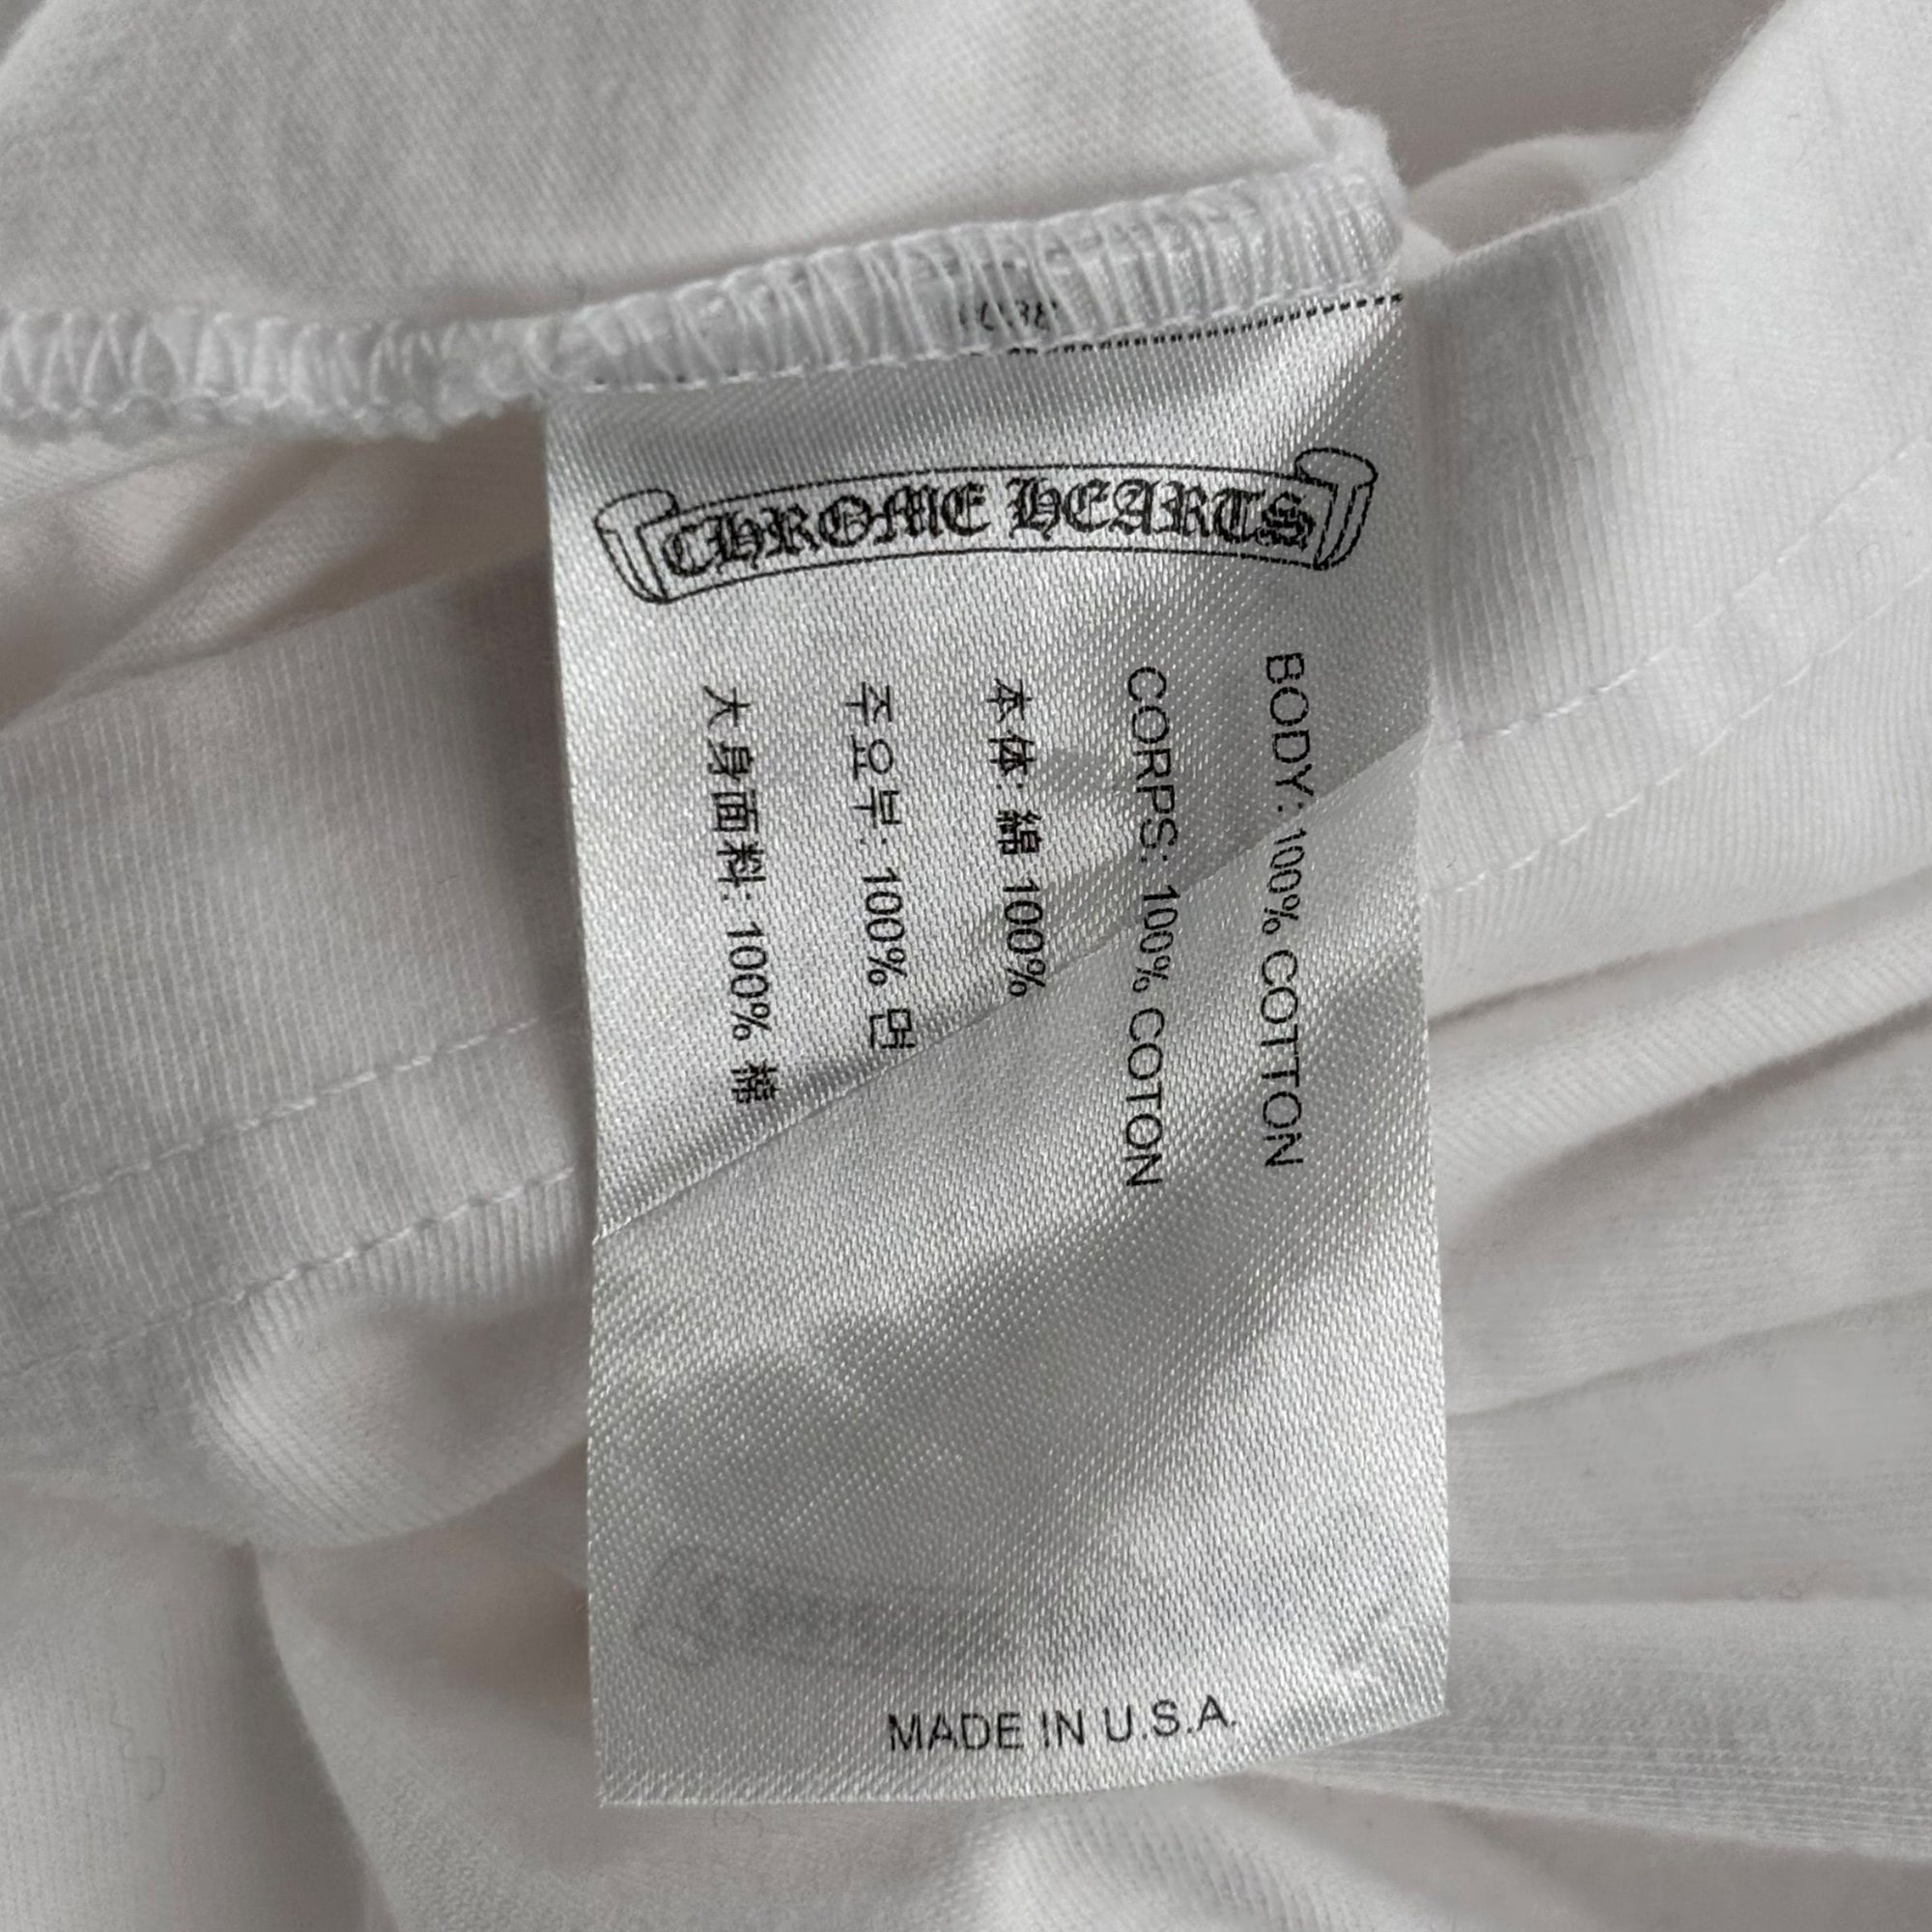 CHROME HEARTS
BODY: 100% COTTON
CORPS: 100% COTON
本体: 綿 100%
주요부: 100% 면
大身面料: 100% 棉
MADE IN U.S.A.